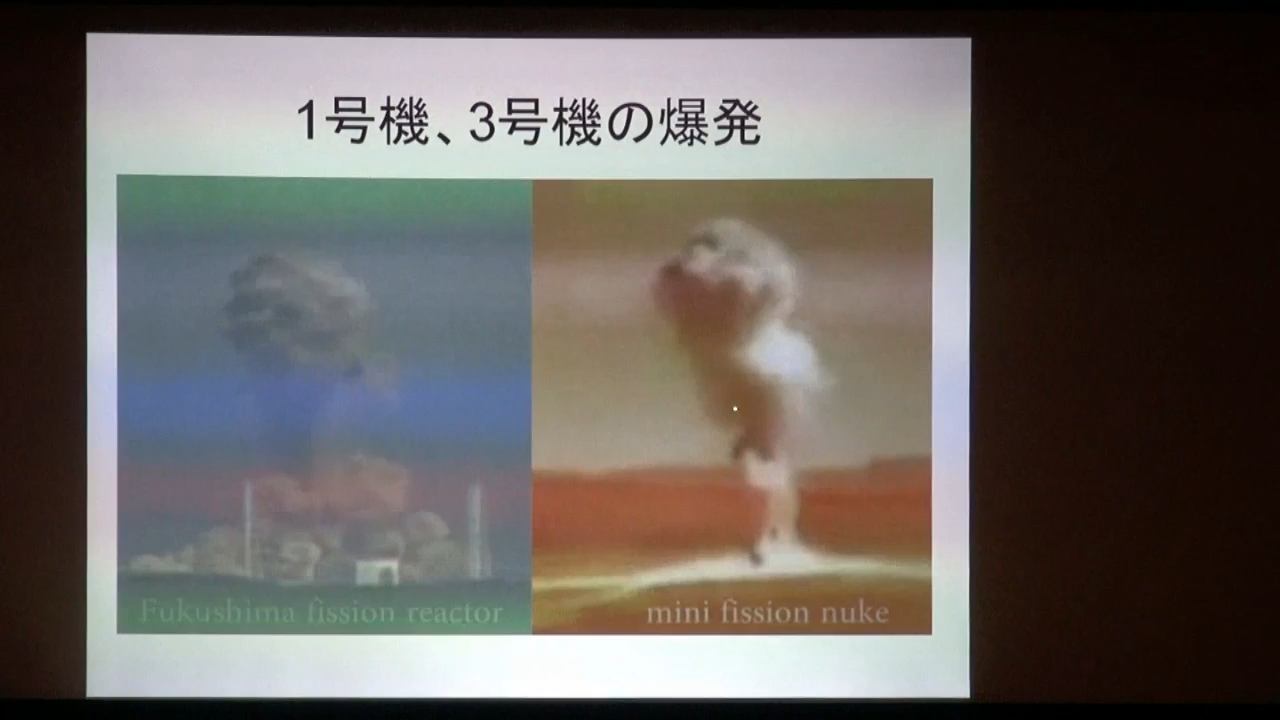 1号機、3号機の爆発
Fukushima fission reactor
mini fission nuke